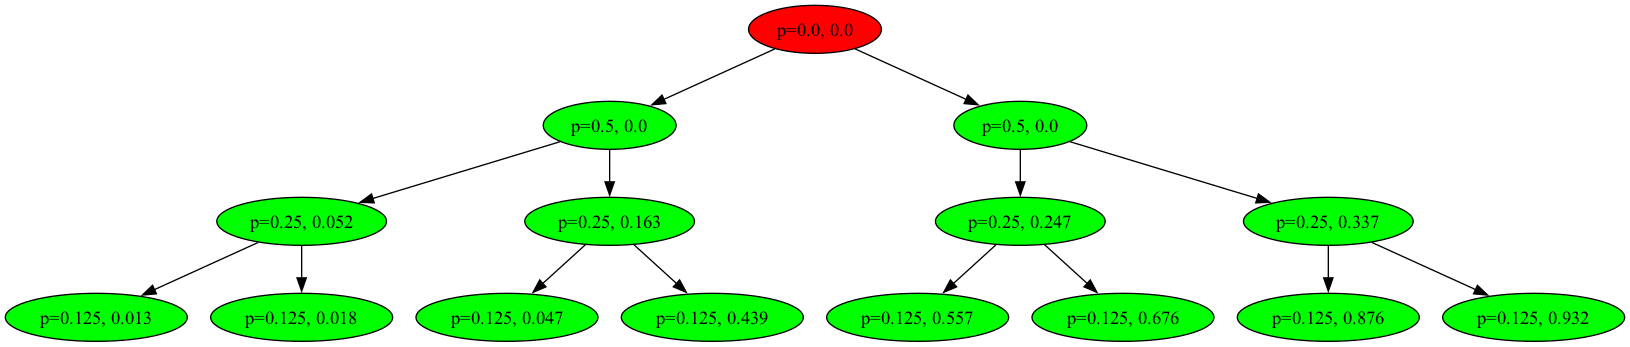 p=0.0, 0.0
p=0.5, 0.0
p=0.5, 0.0
p=0.25, 0.052
p=0.25, 0.163
p=0.25, 0.247
p=0.25, 0.337
p=0.125, 0.013
p=0.125, 0.018
p=0.125, 0.047
p=0.125, 0.439
p=0.125, 0.557
p=0.125, 0.676
p=0.125, 0.876
p=0.125, 0.932